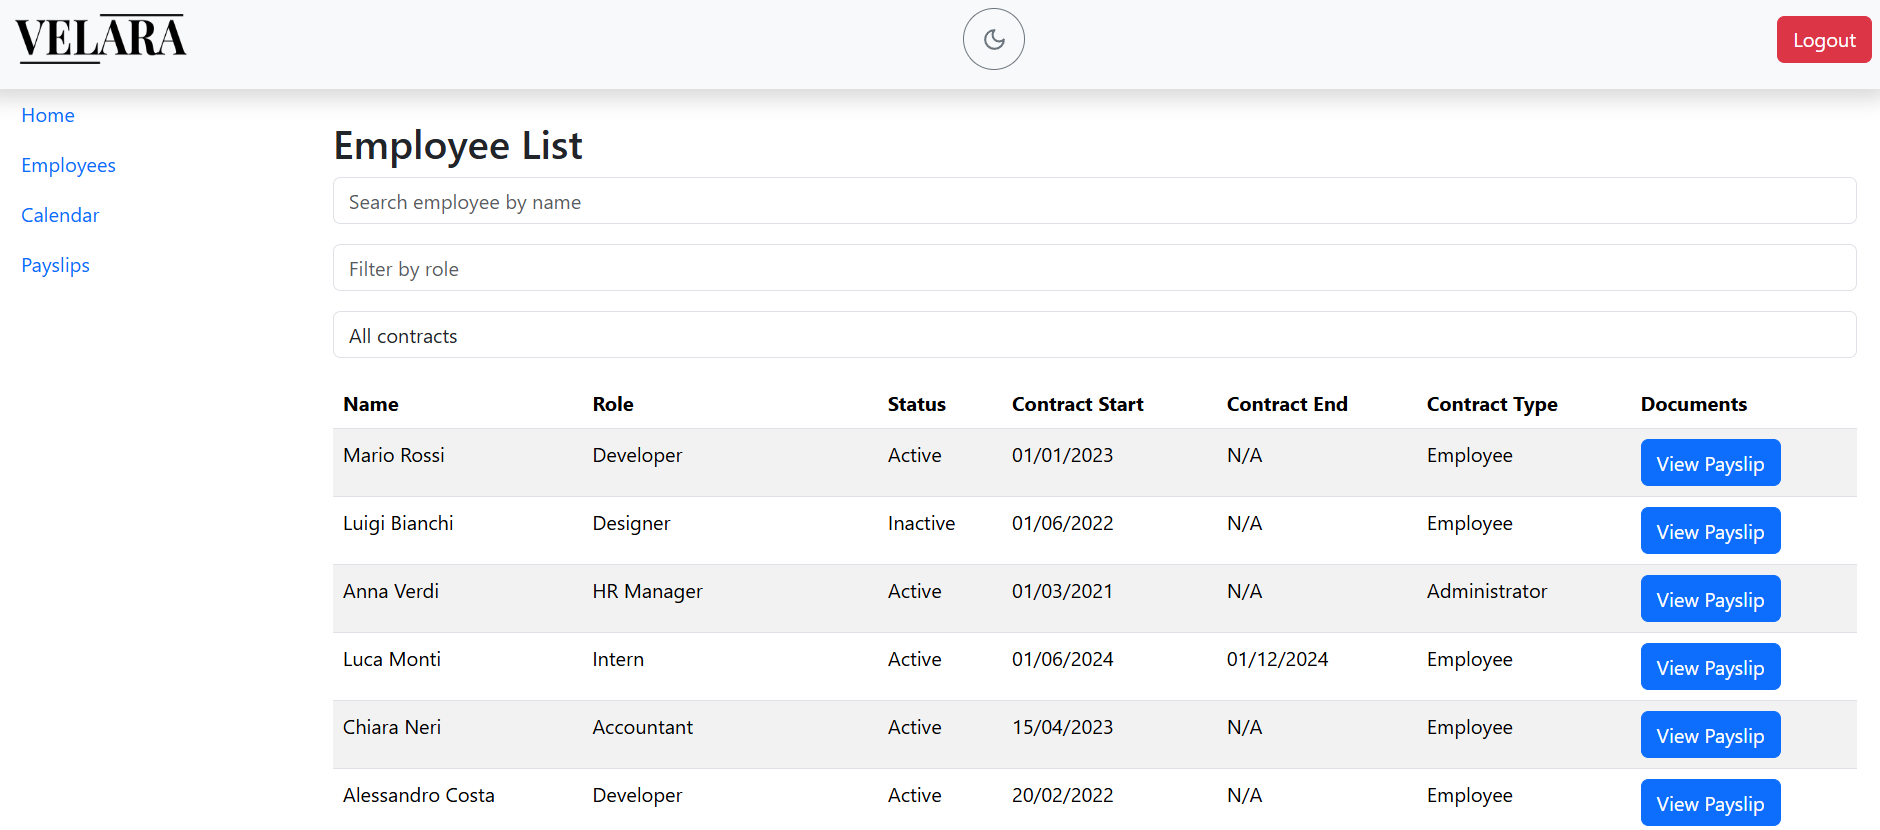 VELARA
Logout
Home
Employees
Calendar
Payslips
Employee List
Search employee by name
Filter by role
All contracts
Name Role Status Contract Start Contract End Contract Type Documents
Mario Rossi Developer Active 01/01/2023 N/A Employee View Payslip
Luigi Bianchi Designer Inactive 01/06/2022 N/A Employee View Payslip
Anna Verdi HR Manager Active 01/03/2021 N/A Administrator View Payslip
Luca Monti Intern Active 01/06/2024 01/12/2024 Employee View Payslip
Chiara Neri Accountant Active 15/04/2023 N/A Employee View Payslip
Alessandro Costa Developer Active 20/02/2022 N/A Employee View Payslip